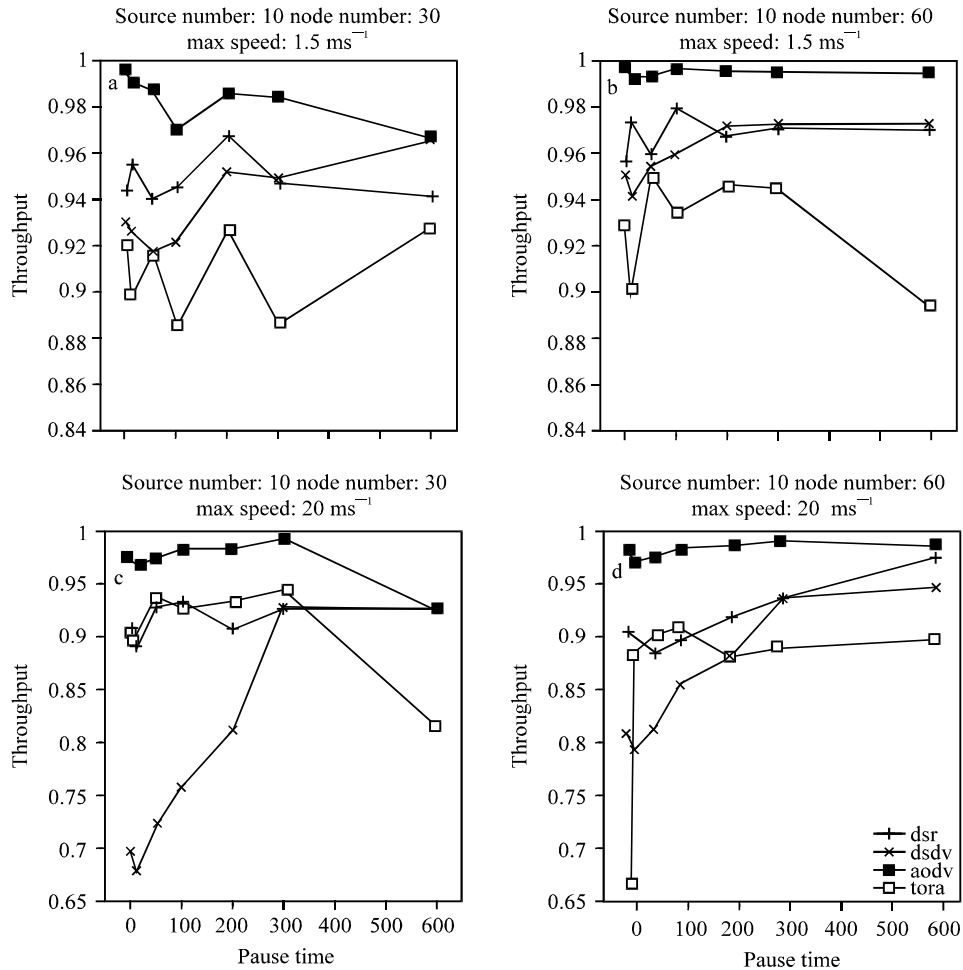 Source number: 10 node number: 30
max speed: 1.5 ms⁻¹
Source number: 10 node number: 60
max speed: 1.5 ms⁻¹
a
1
0.98
0.96
0.94
0.92
0.9
0.88
0.86
0.84
Throughput
b
1
0.98
0.96
0.94
0.92
0.9
0.88
0.86
0.84
Throughput
Source number: 10 node number: 30
max speed: 20 ms⁻¹
Source number: 10 node number: 60
max speed: 20 ms⁻¹
c
1
0.95
0.9
0.85
0.8
0.75
0.7
0.65
Throughput
0 100 200 300 400 500 600
Pause time
d
1
0.95
0.9
0.85
0.8
0.75
0.7
0.65
Throughput
dsr
dsdv
aodv
tora
0 100 200 300 400 500 600
Pause time